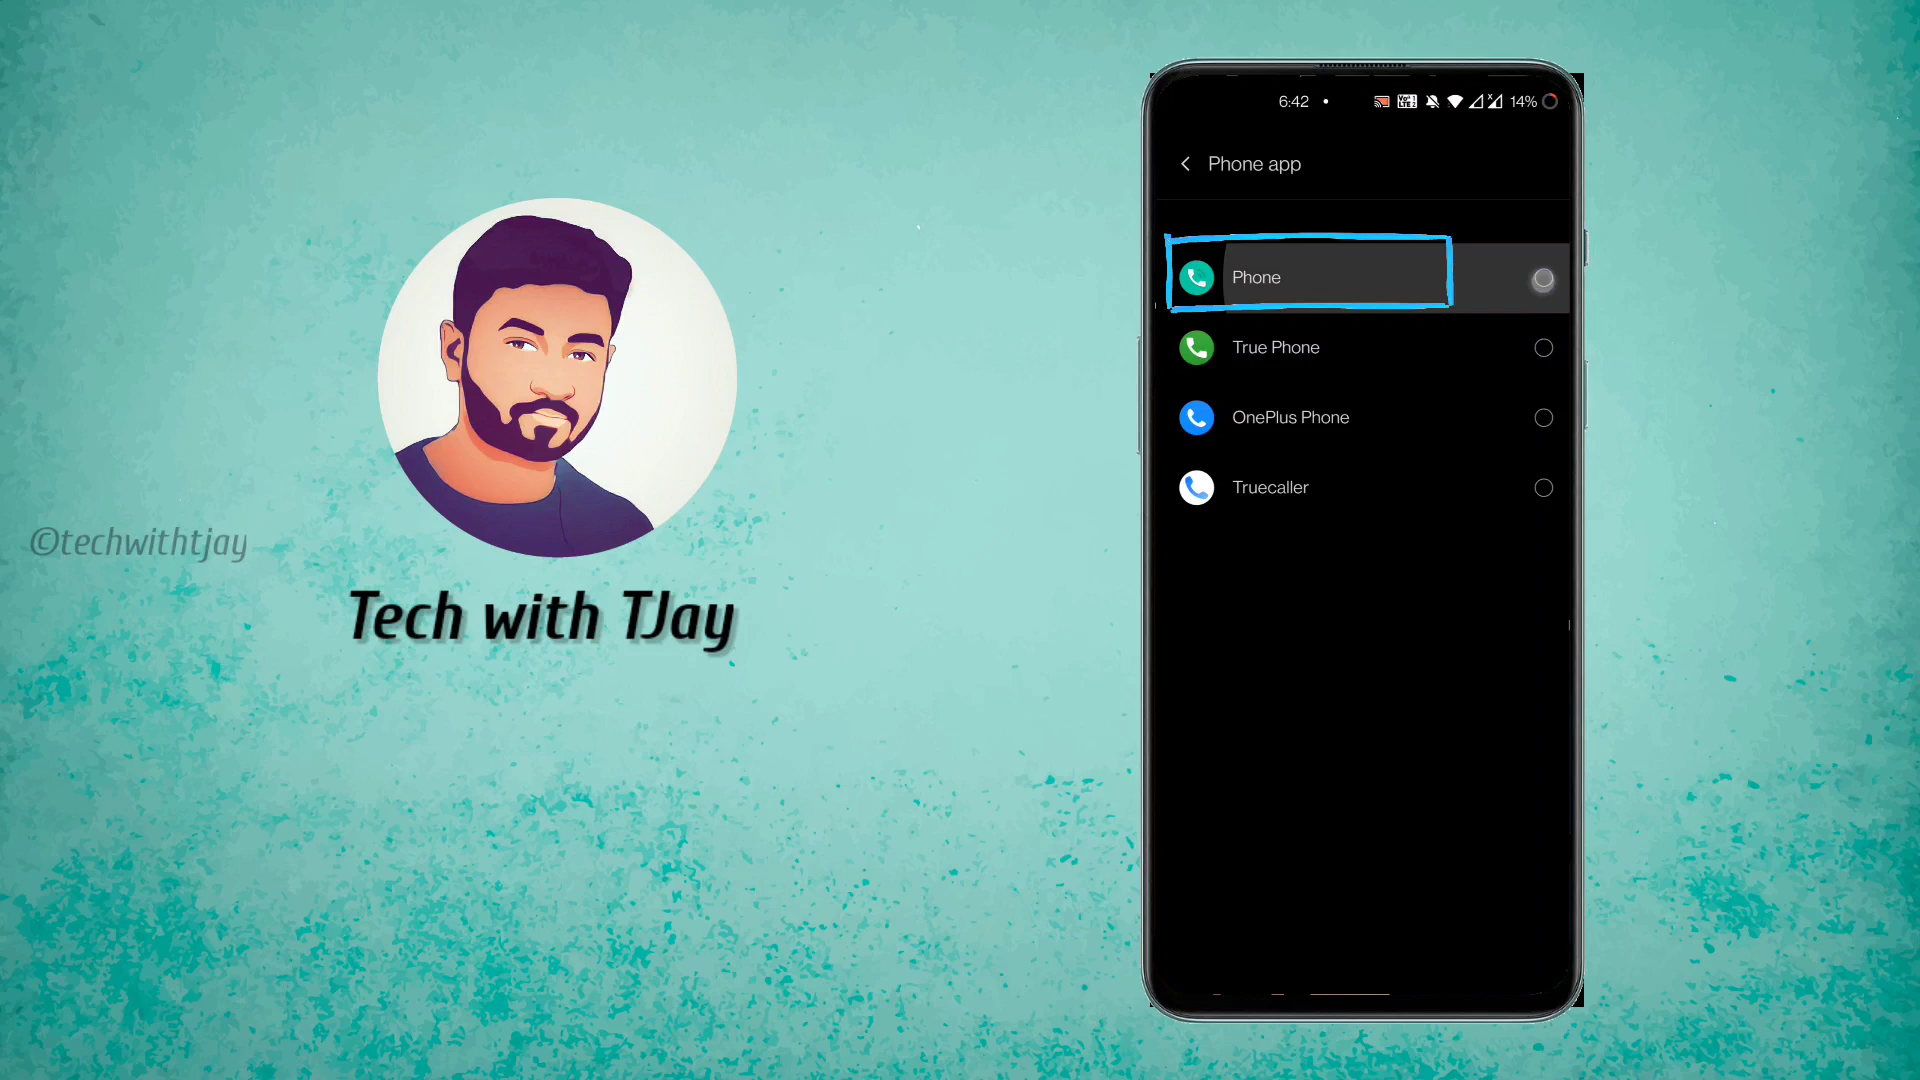 6:42
14%
Phone app
Phone
True Phone
OnePlus Phone
Truecaller
©techwithtjay
Tech with TJay